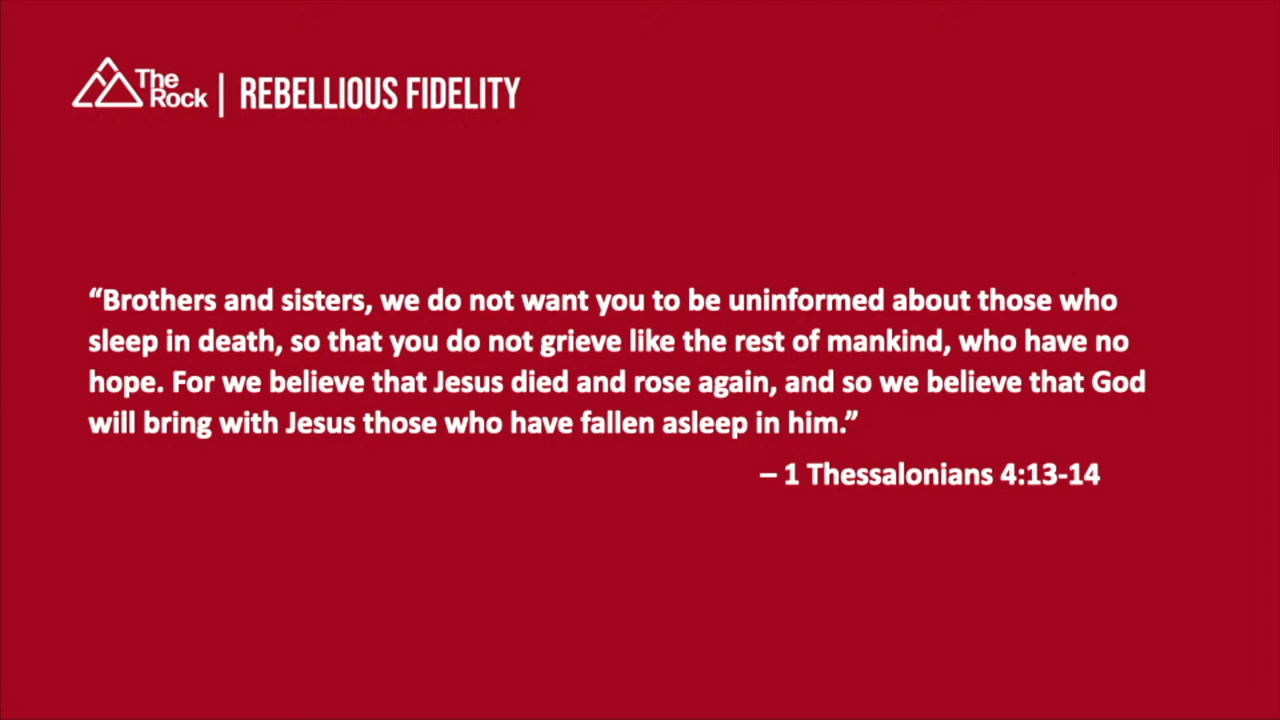 The Rock | REBELLIOUS FIDELITY
“Brothers and sisters, we do not want you to be uninformed about those who
sleep in death, so that you do not grieve like the rest of mankind, who have no
hope. For we believe that Jesus died and rose again, and so we believe that God
will bring with Jesus those who have fallen asleep in him.”
– 1 Thessalonians 4:13-14